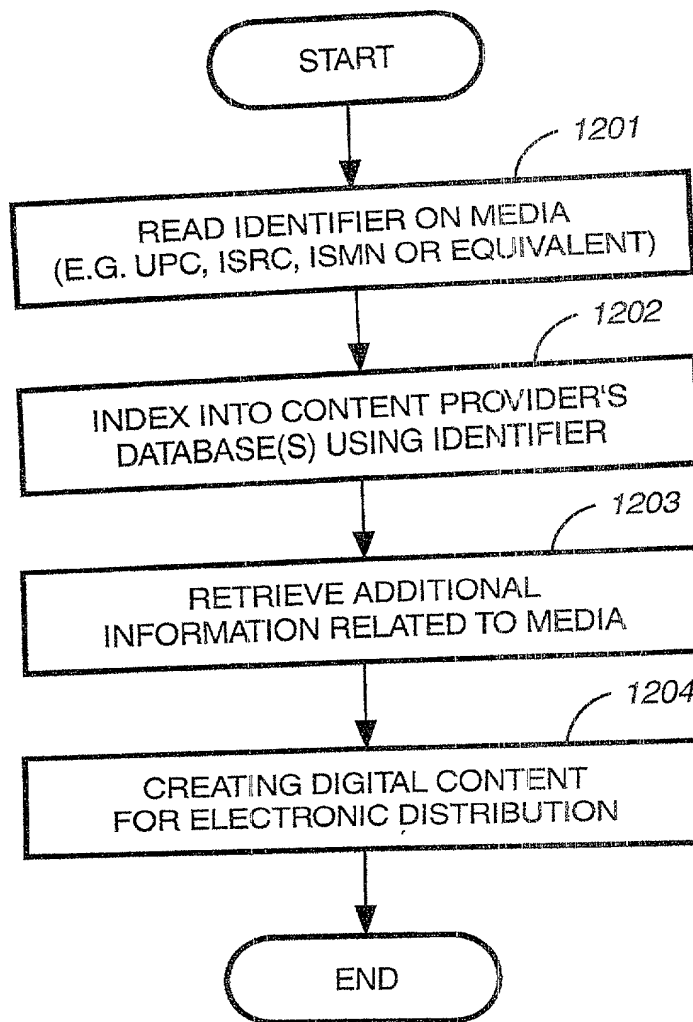 START
1201
READ IDENTIFIER ON MEDIA
(E.G. UPC, ISRC, ISMN OR EQUIVALENT)
1202
INDEX INTO CONTENT PROVIDER'S
DATABASE(S) USING IDENTIFIER
1203
RETRIEVE ADDITIONAL
INFORMATION RELATED TO MEDIA
1204
CREATING DIGITAL CONTENT
FOR ELECTRONIC DISTRIBUTION
END